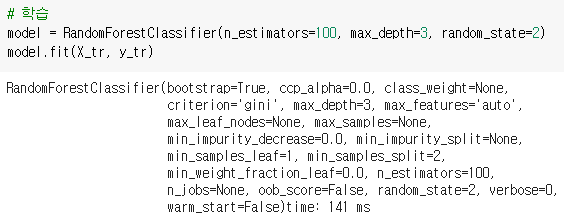 # 학습
model = RandomForestClassifier(n_estimators=100, max_depth=3, random_state=2)
model.fit(X_tr, y_tr)
RandomForestClassifier(bootstrap=True, ccp_alpha=0.0, class_weight=None,
criterion='gini', max_depth=3, max_features='auto',
max_leaf_nodes=None, max_samples=None,
min_impurity_decrease=0.0, min_impurity_split=None,
min_samples_leaf=1, min_samples_split=2,
min_weight_fraction_leaf=0.0, n_estimators=100,
n_jobs=None, oob_score=False, random_state=2, verbose=0,
warm_start=False)time: 141 ms